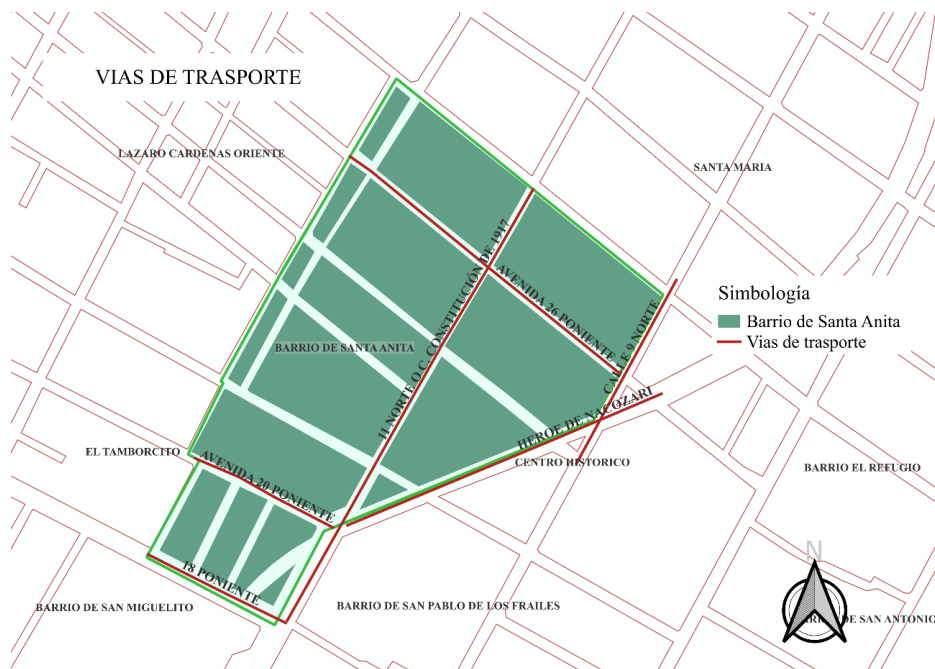 VIAS DE TRASPORTE
LAZARO CARDENAS ORIENTE
SANTA MARIA
11 NORTE O C. CONSTITUCIÓN DE 1917
AVENIDA 26 PONIENTE
CALLE 9 NORTE
Simbología
Barrio de Santa Anita
Vias de trasporte
BARRIO DE SANTA ANITA
HEROE DE NACOZARI
EL TAMBORCITO
AVENIDA 20 PONIENTE
CENTRO HISTORICO
BARRIO EL REFUGIO
18 PONIENTE
N
BARRIO DE SAN MIGUELITO
BARRIO DE SAN PABLO DE LOS FRAILES
DE SAN ANTONIO